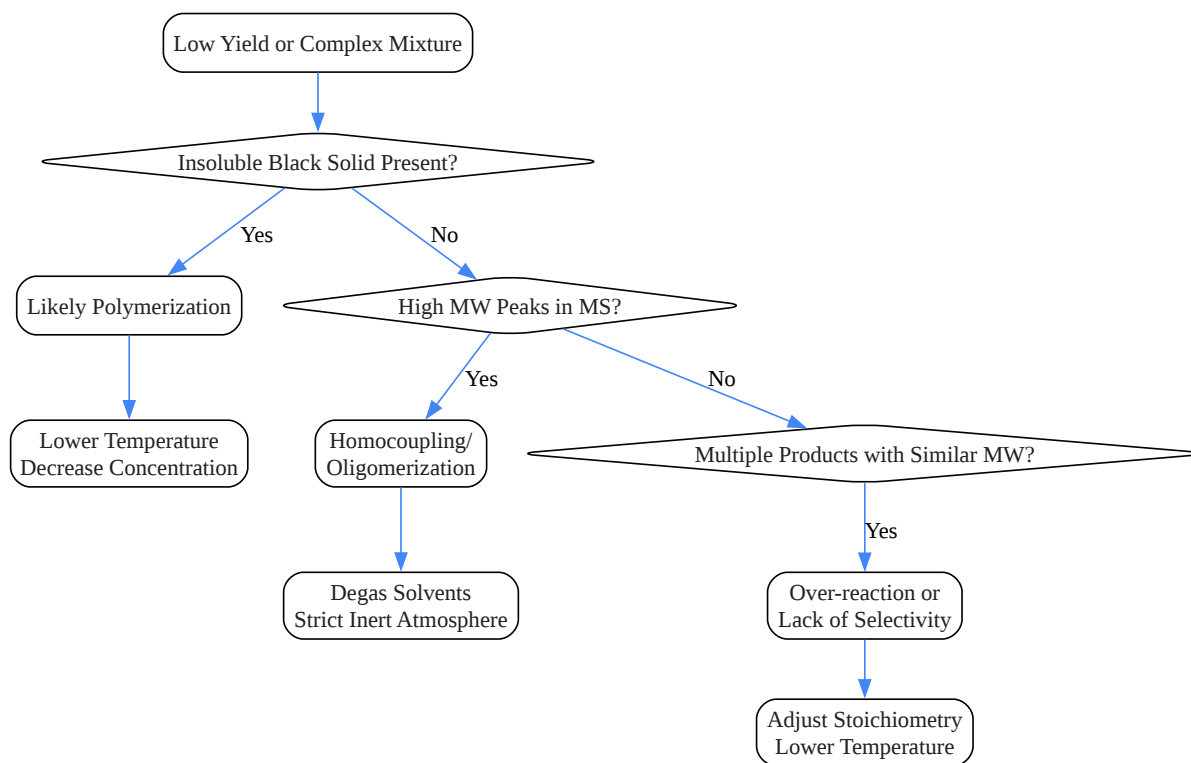 Low Yield or Complex Mixture
Insoluble Black Solid Present?
Yes
No
Likely Polymerization
High MW Peaks in MS?
Yes
No
Lower Temperature
Decrease Concentration
Homocoupling/
Oligomerization
Multiple Products with Similar MW?
Yes
Degas Solvents
Strict Inert Atmosphere
Over-reaction or
Lack of Selectivity
Adjust Stoichiometry
Lower Temperature